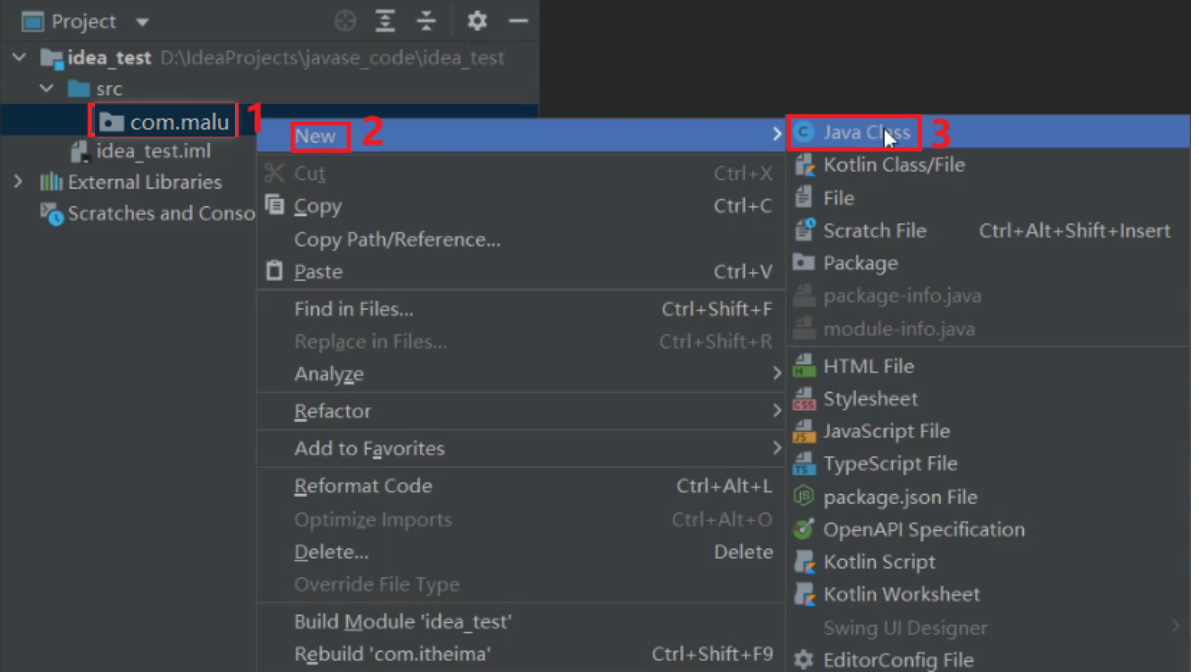 Project
idea_test D:\IdeaProjects\javase_code\idea_test
src
com.malu 1
idea_test.iml
External Libraries
Scratches and Conso
New 2
Cut Ctrl+X
Copy Ctrl+C
Copy Path/Reference...
Paste Ctrl+V
Find in Files... Ctrl+Shift+F
Replace in Files... Ctrl+Shift+R
Analyze
Refactor
Add to Favorites
Reformat Code Ctrl+Alt+L
Optimize Imports Ctrl+Alt+O
Delete... Delete
Override File Type
Build Module 'idea_test'
Rebuild 'com.itheima' Ctrl+Shift+F9
Java Class 3
Kotlin Class/File
File
Scratch File Ctrl+Alt+Shift+Insert
Package
package-info.java
module-info.java
HTML File
Stylesheet
JavaScript File
TypeScript File
package.json File
OpenAPI Specification
Kotlin Script
Kotlin Worksheet
Swing UI Designer
EditorConfig File